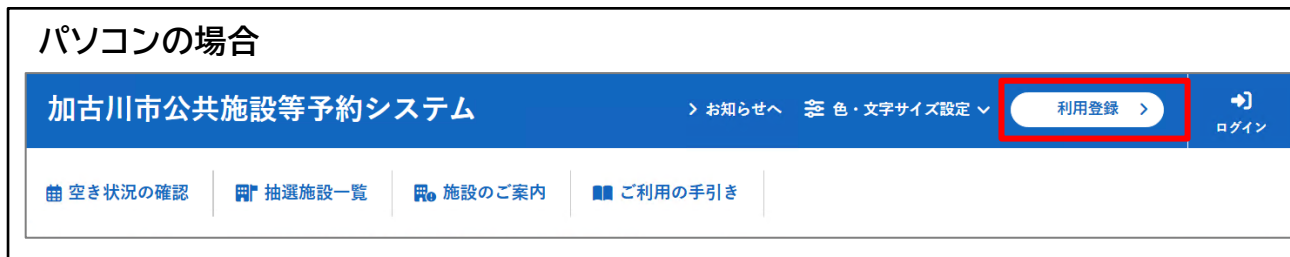 パソコンの場合
加古川市公共施設等予約システム
お知らせへ 色・文字サイズ設定 利用登録 ログイン
空き状況の確認 抽選施設一覧 施設のご案内 ご利用の手引き